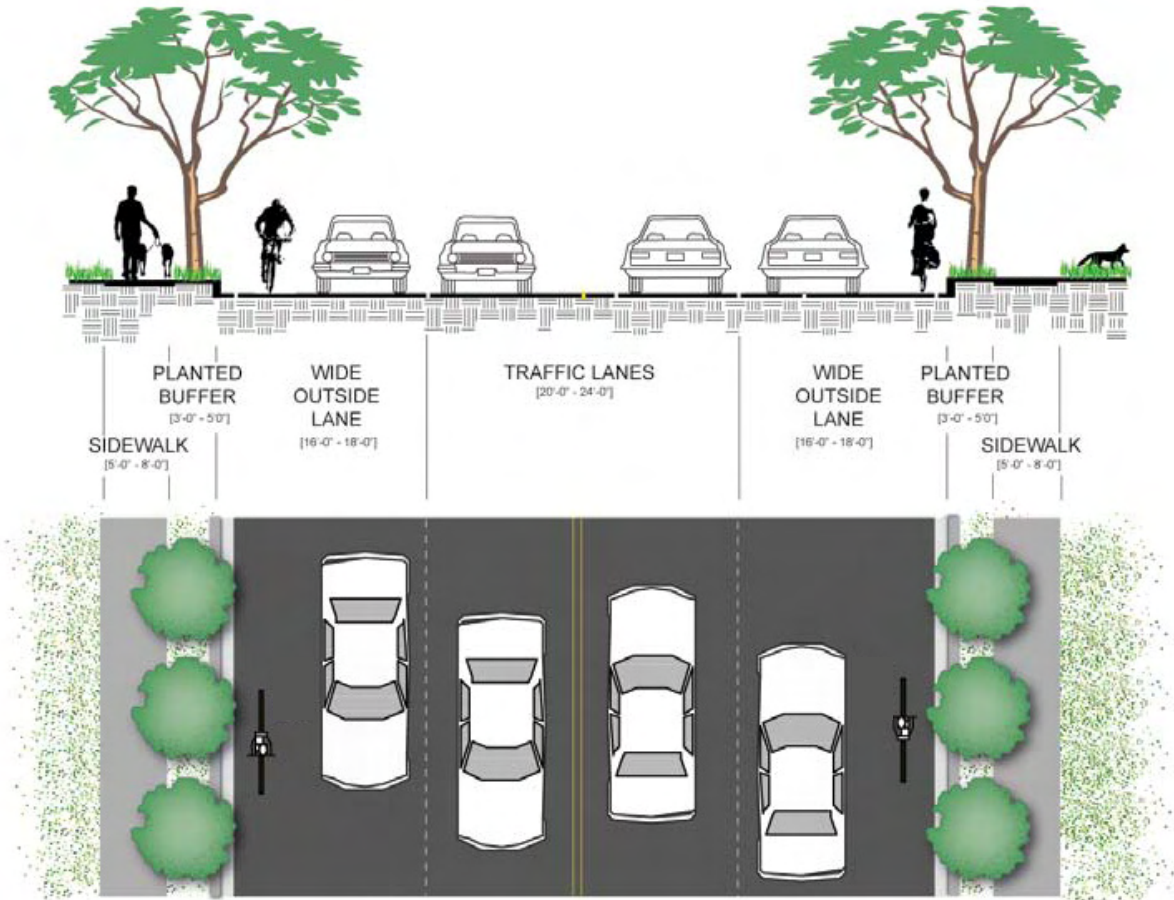 PLANTED
BUFFER
[3'-0" - 5'0"]
WIDE
OUTSIDE
LANE
[16'-0" - 18'-0"]
TRAFFIC LANES
[20'-0" - 24'-0"]
WIDE
OUTSIDE
LANE
[16'-0" - 18'-0"]
PLANTED
BUFFER
[3'-0" - 5'0"]
SIDEWALK
[5'-0" - 8'-0"]
SIDEWALK
[5'-0" - 8'-0"]